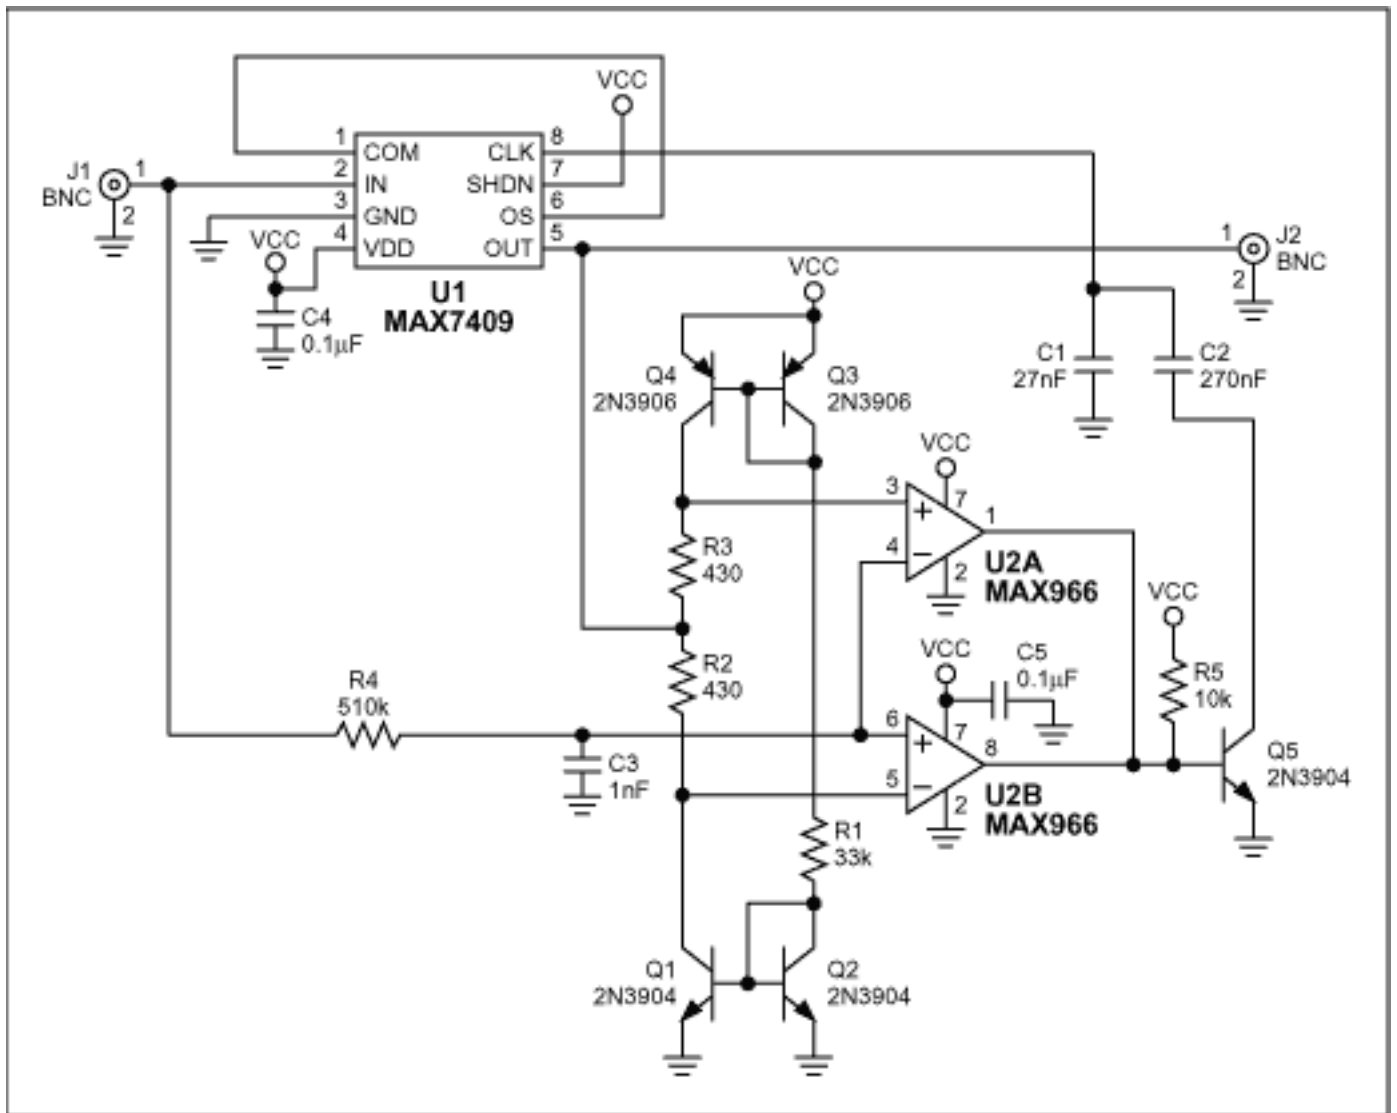 VCC
1
COM
CLK
8
J1
BNC
1
2
2
IN
SHDN
7
3
GND
OS
6
4
VDD
OUT
5
VCC
C4
0.1µF
U1
MAX7409
1
2
J2
BNC
VCC
Q4
2N3906
Q3
2N3906
C1
27nF
C2
270nF
VCC
3
+
7
1
4
−
2
U2A
MAX966
R3
430
R2
430
VCC
R5
10k
VCC
C5
0.1µF
R4
510k
C3
1nF
6
+
7
8
5
−
2
U2B
MAX966
Q5
2N3904
R1
33k
Q1
2N3904
Q2
2N3904